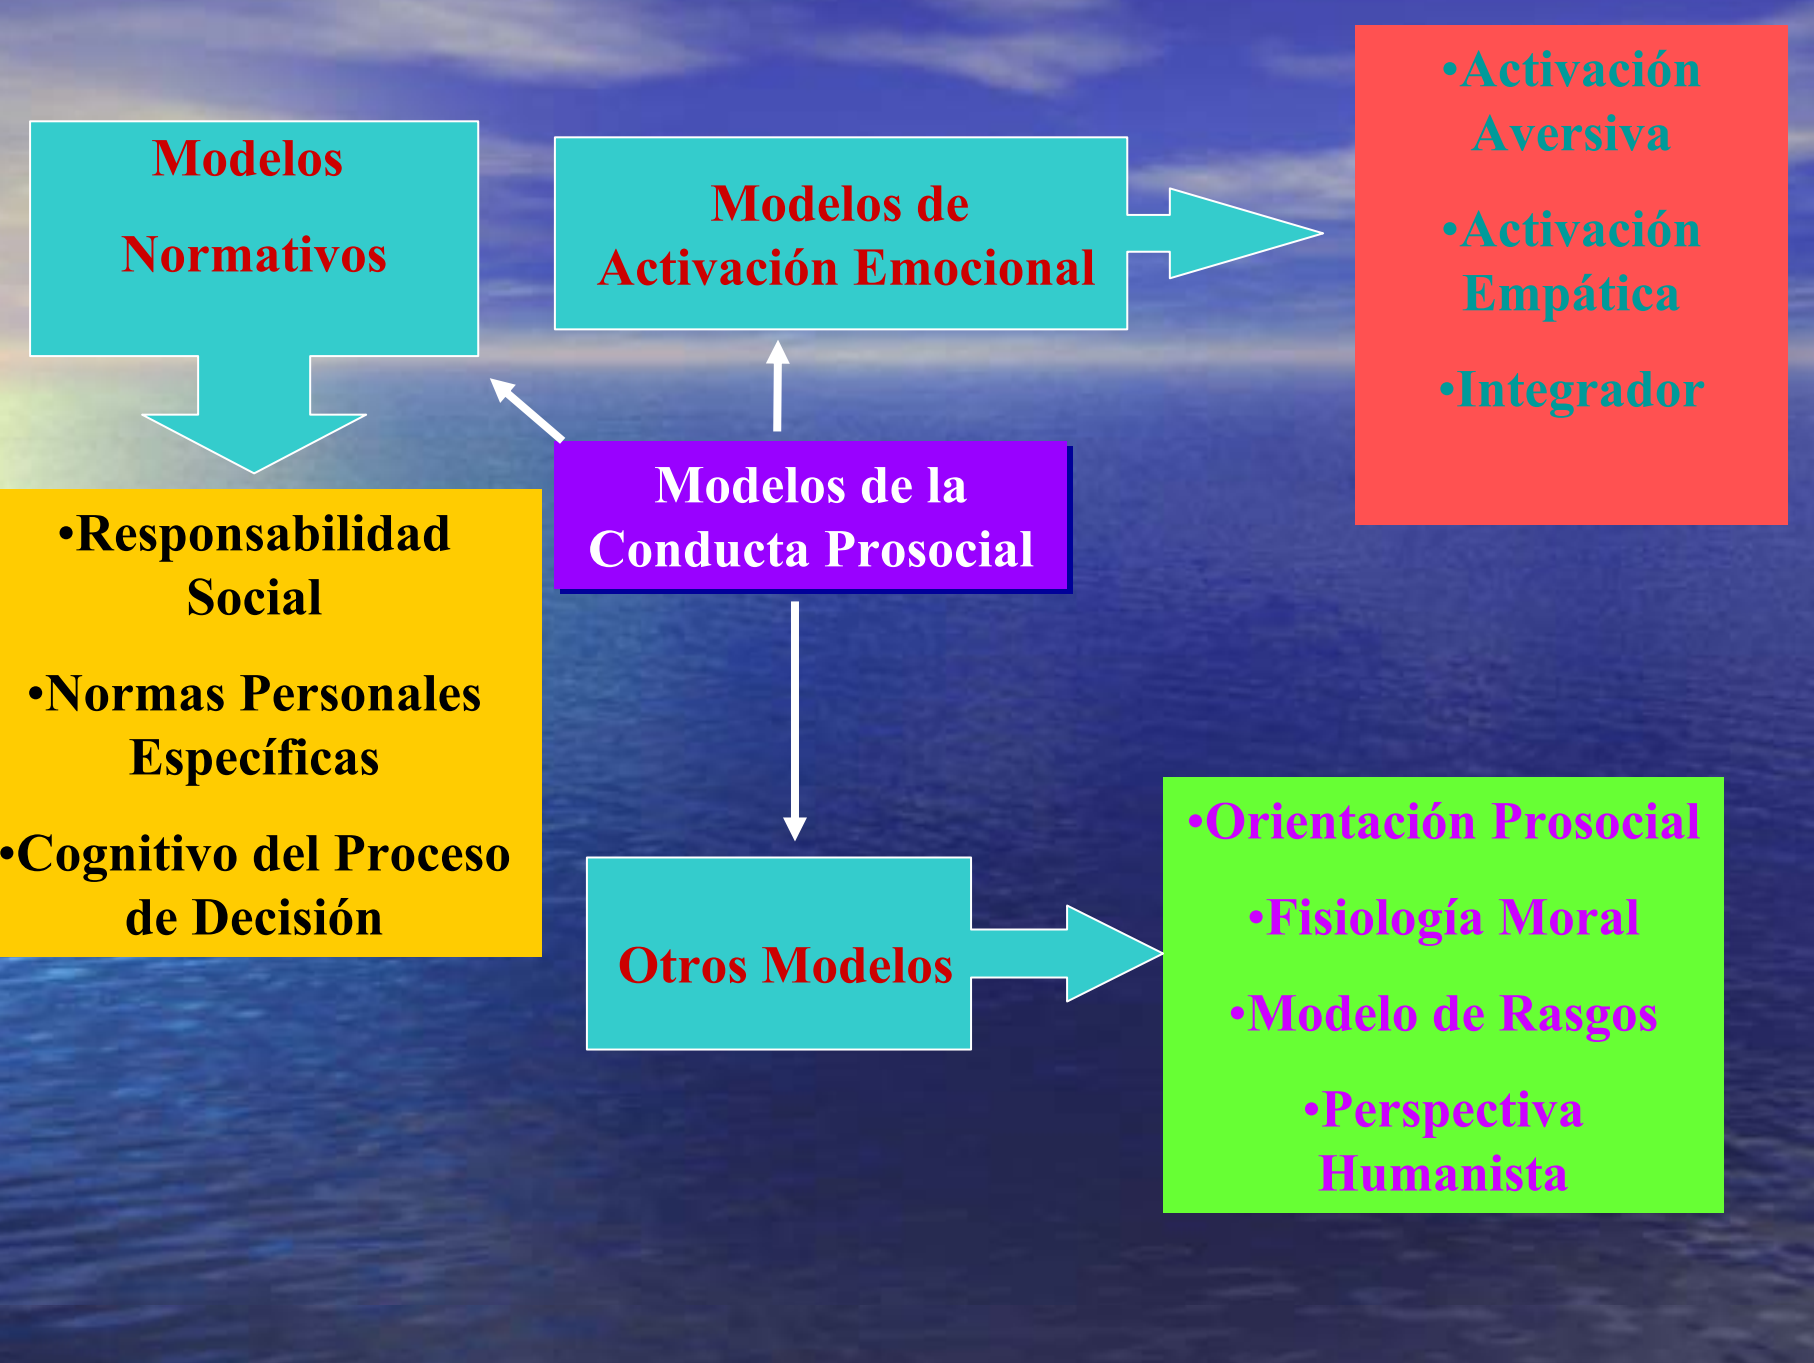 Modelos
Normativos
Modelos de
Activación Emocional
•Activación
Aversiva
•Activación
Empática
•Integrador
Modelos de la
Conducta Prosocial
•Responsabilidad
Social
•Normas Personales
Específicas
•Cognitivo del Proceso
de Decisión
Otros Modelos
•Orientación Prosocial
•Fisiología Moral
•Modelo de Rasgos
•Perspectiva
Humanista